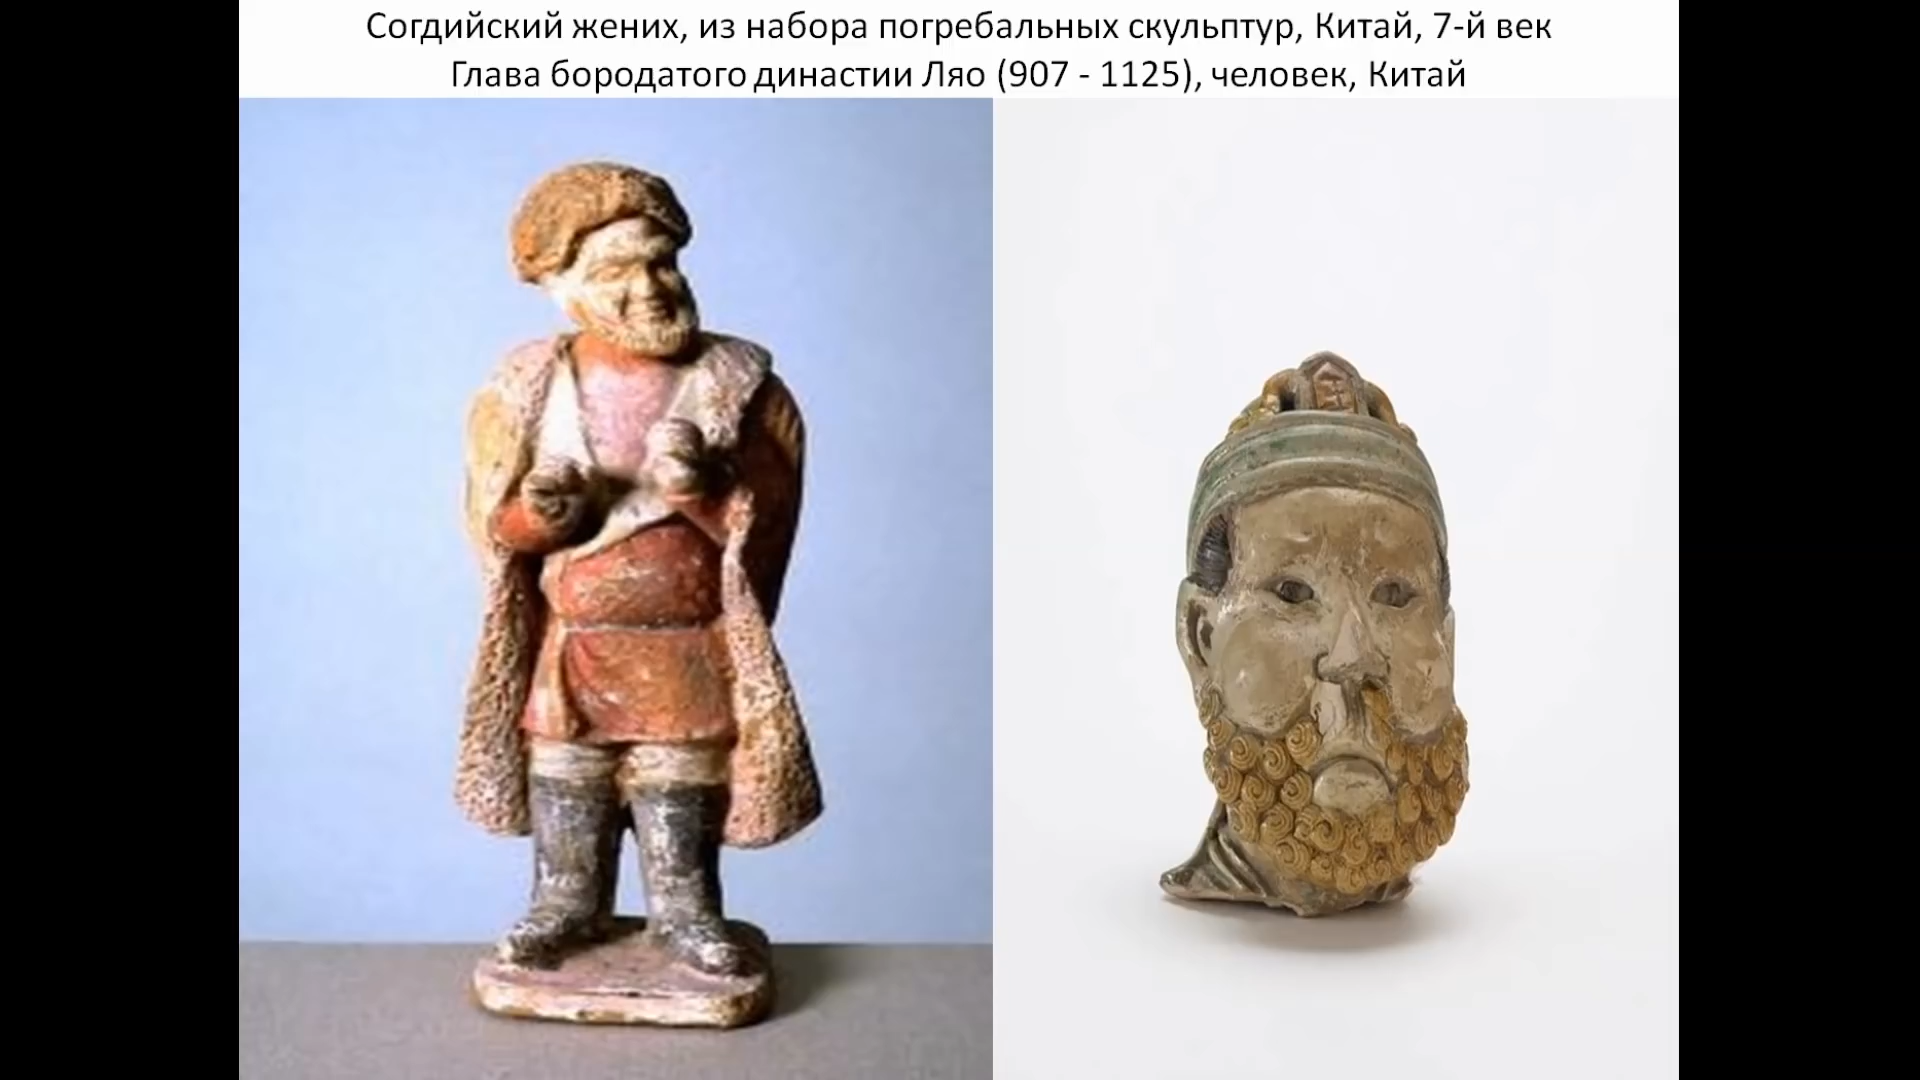 Согдийский жених, из набора погребальных скульптур, Китай, 7-й век
Глава бородатого династии Ляо (907 - 1125), человек, Китай